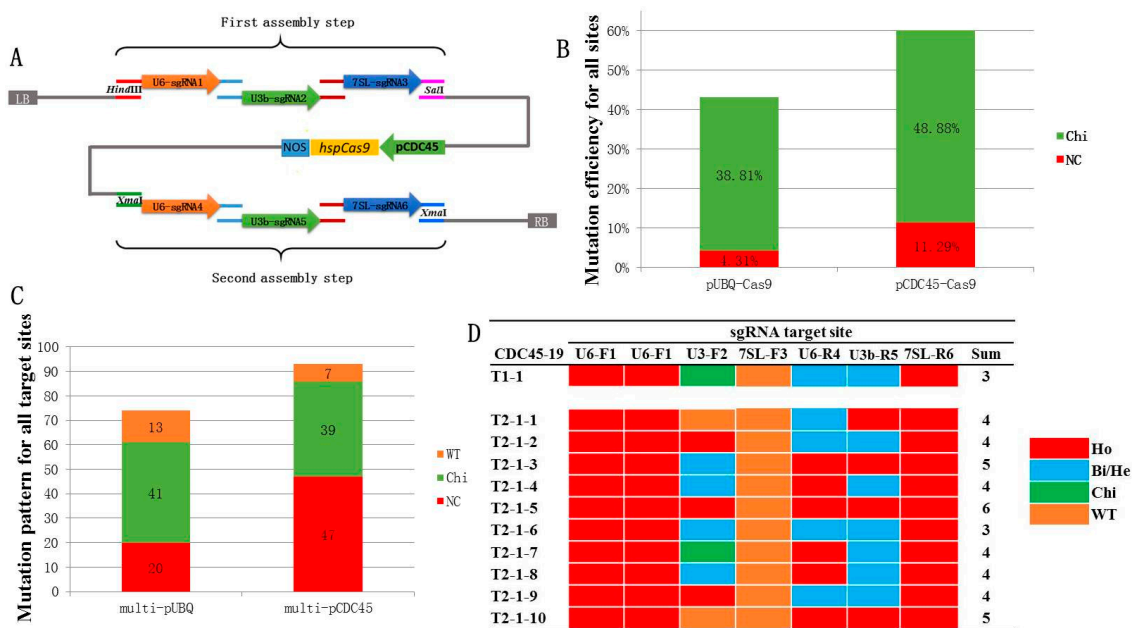 A
First assembly step
U6-sgRNA1
7SL-sgRNA3
HindIII
U3b-sgRNA2
SalI
LB
NOS
hspCas9
pCDC45
XmaI
U6-sgRNA4
7SL-sgRNA6
U3b-sgRNA5
XmaI
RB
Second assembly step
B
Mutation efficiency for all sites
60%
50%
40%
30%
20%
10%
0%
38.81%
4.31%
48.88%
11.29%
pUBQ-Cas9
pCDC45-Cas9
Chi
NC
C
Mutation pattern for all target sites
100
90
80
70
60
50
40
30
20
10
0
13
41
20
7
39
47
multi-pUBQ
multi-pCDC45
WT
Chi
NC
D
sgRNA target site
CDC45-19 U6-F1 U6-F1 U3-F2 7SL-F3 U6-R4 U3b-R5 7SL-R6 Sum
T1-1 3
T2-1-1 4
T2-1-2 4
T2-1-3 5
T2-1-4 4
T2-1-5 6
T2-1-6 3
T2-1-7 4
T2-1-8 4
T2-1-9 4
T2-1-10 5
Ho
Bi/He
Chi
WT